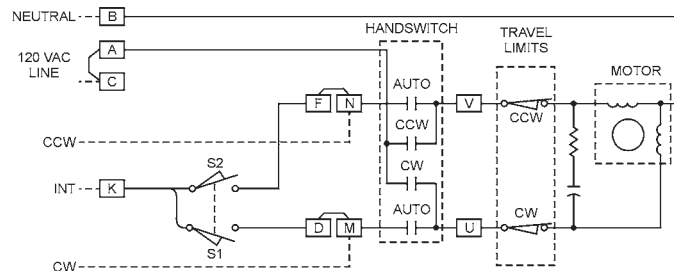 NEUTRAL B
HANDSWITCH
A
120 VAC
LINE
C
TRAVEL
LIMITS
MOTOR
AUTO
F N
V
CCW
CCW
CCW
S2
CW
INT K
AUTO
D M
U
CW
S1
CW